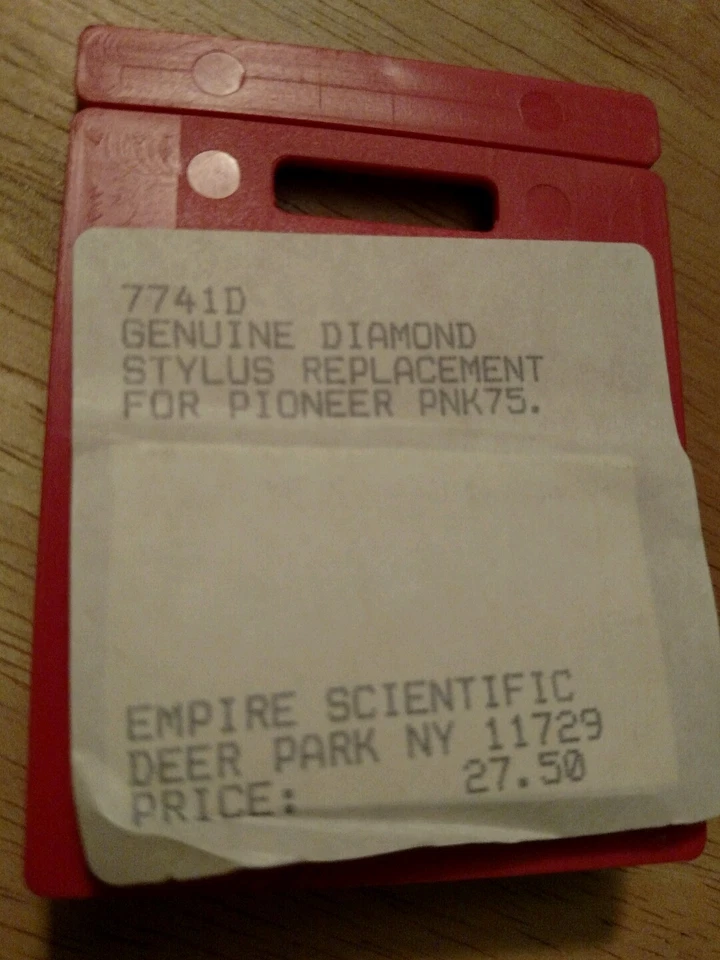 7741D
GENUINE DIAMOND
STYLUS REPLACEMENT
FOR PIONEER PNK75.
EMPIRE SCIENTIFIC
DEER PARK NY 11729
PRICE: 27.50